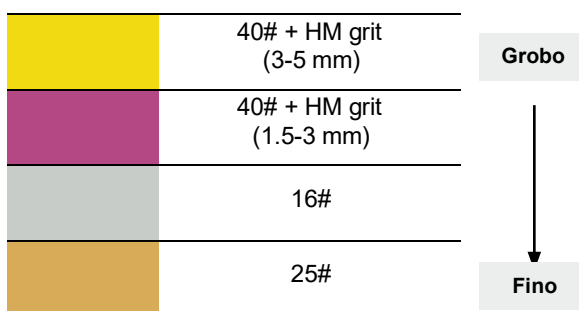 40# + HM grit
(3-5 mm)
Grobo
40# + HM grit
(1.5-3 mm)
16#
25#
Fino